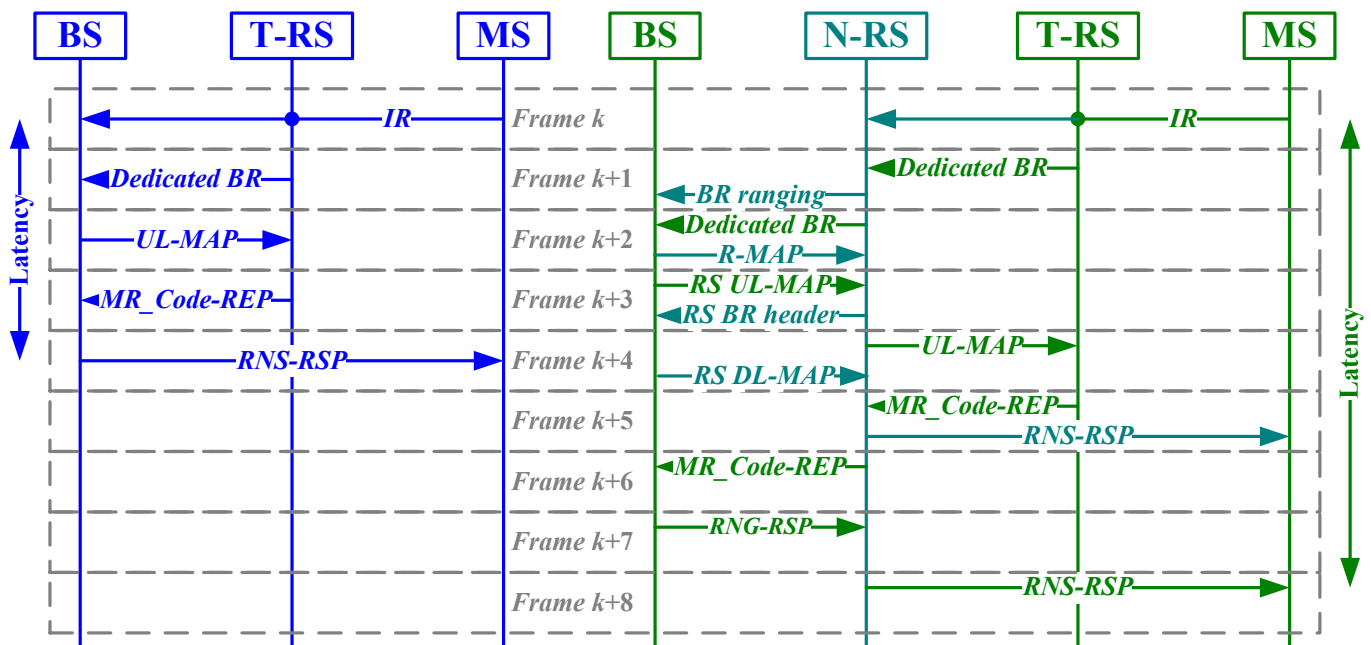 BS T-RS MS BS N-RS T-RS MS
IR Frame k IR
Dedicated BR Frame k+1 Dedicated BR
BR ranging
Dedicated BR
UL-MAP Frame k+2 R-MAP
RS UL-MAP
MR_Code-REP Frame k+3 RS BR header
UL-MAP
RNS-RSP Frame k+4 RS DL-MAP
MR_Code-REP
Frame k+5 RNS-RSP
MR_Code-REP
Frame k+6
RNG-RSP
Frame k+7
RNS-RSP
Frame k+8
Latency
Latency